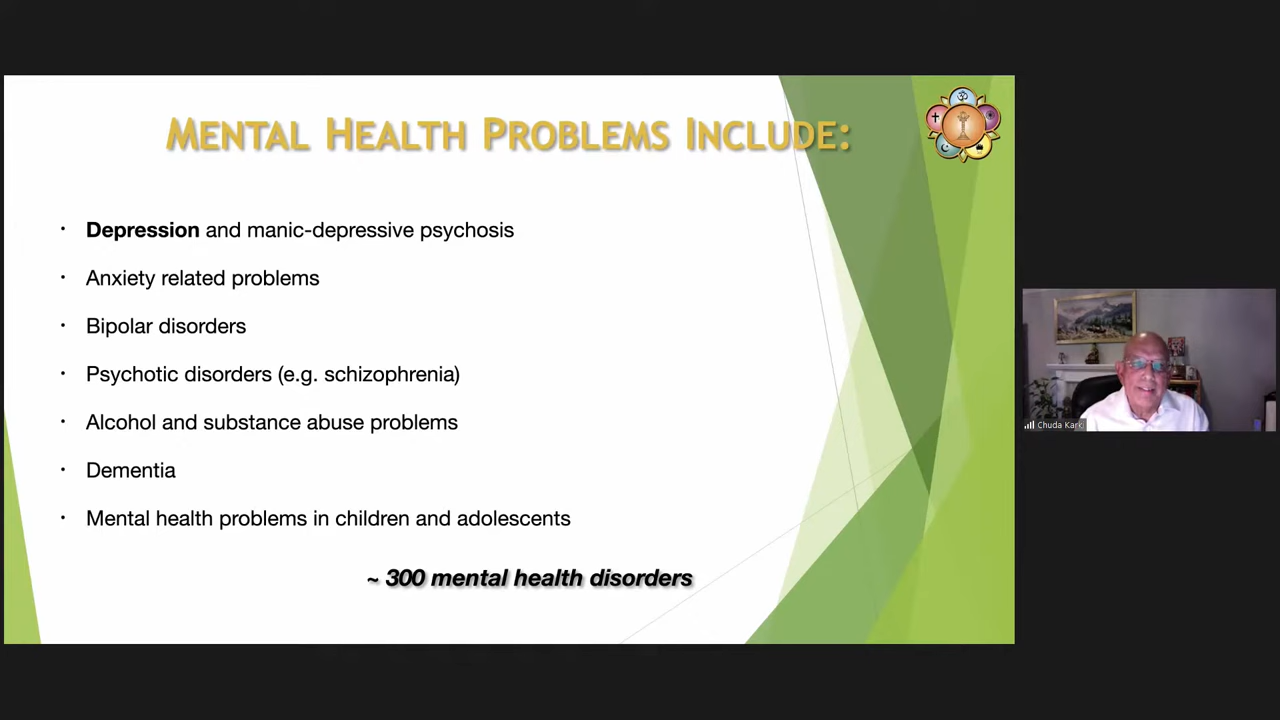 MENTAL HEALTH PROBLEMS INCLUDE:
· Depression and manic-depressive psychosis
· Anxiety related problems
· Bipolar disorders
· Psychotic disorders (e.g. schizophrenia)
· Alcohol and substance abuse problems
· Dementia
· Mental health problems in children and adolescents
~ 300 mental health disorders
Chuda Karki